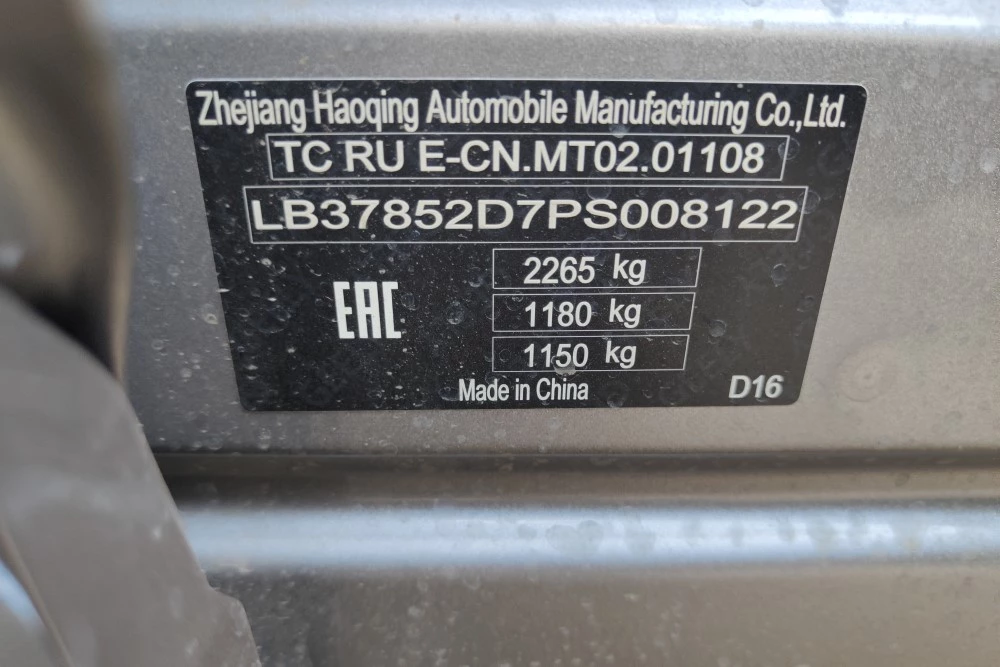 Zhejiang Haoqing Automobile Manufacturing Co.,Ltd.
TC RU E-CN.MT02.01108
LB37852D7PS008122
2265 kg
EAC
1180 kg
1150 kg
Made in China
D16